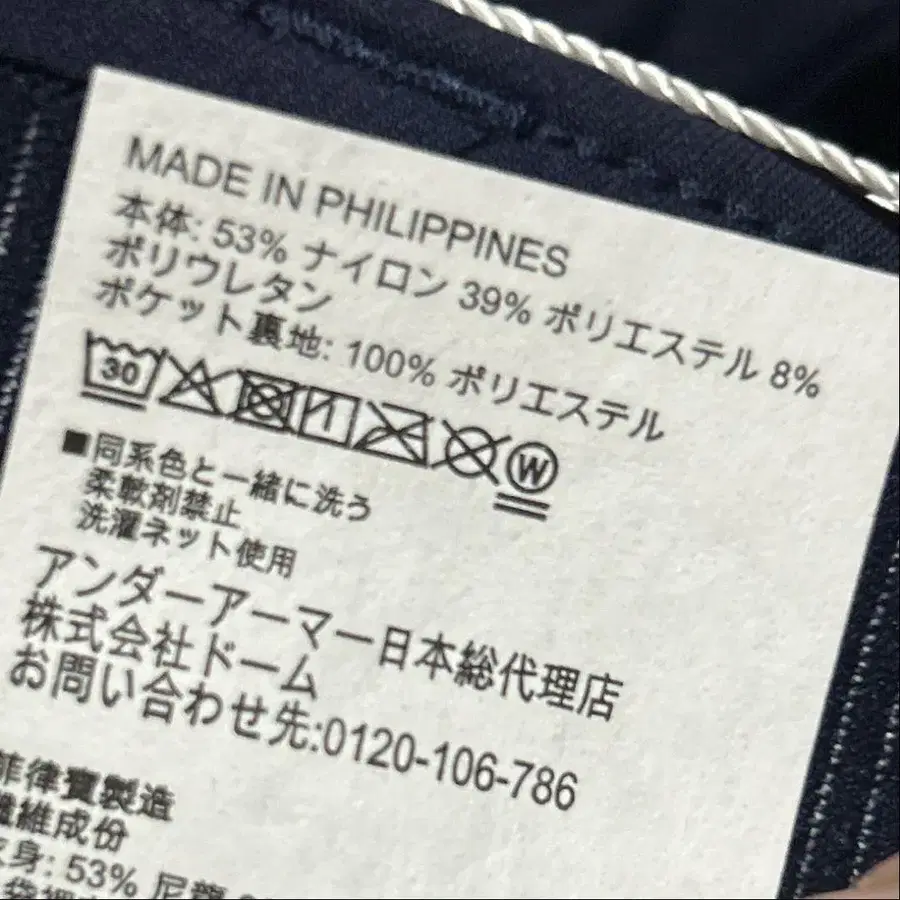 MADE IN PHILIPPINES
本体: 53% ナイロン 39% ポリエステル 8%
ポリウレタン
ポケット裏地: 100% ポリエステル
30
W
■同系色と一緒に洗う
柔軟剤禁止
洗濯ネット使用
アンダーアーマー日本総代理店
株式会社ドーム
お問い合わせ先:0120-106-786
菲律賓製造
纖維成份
身: 53% 尼龍